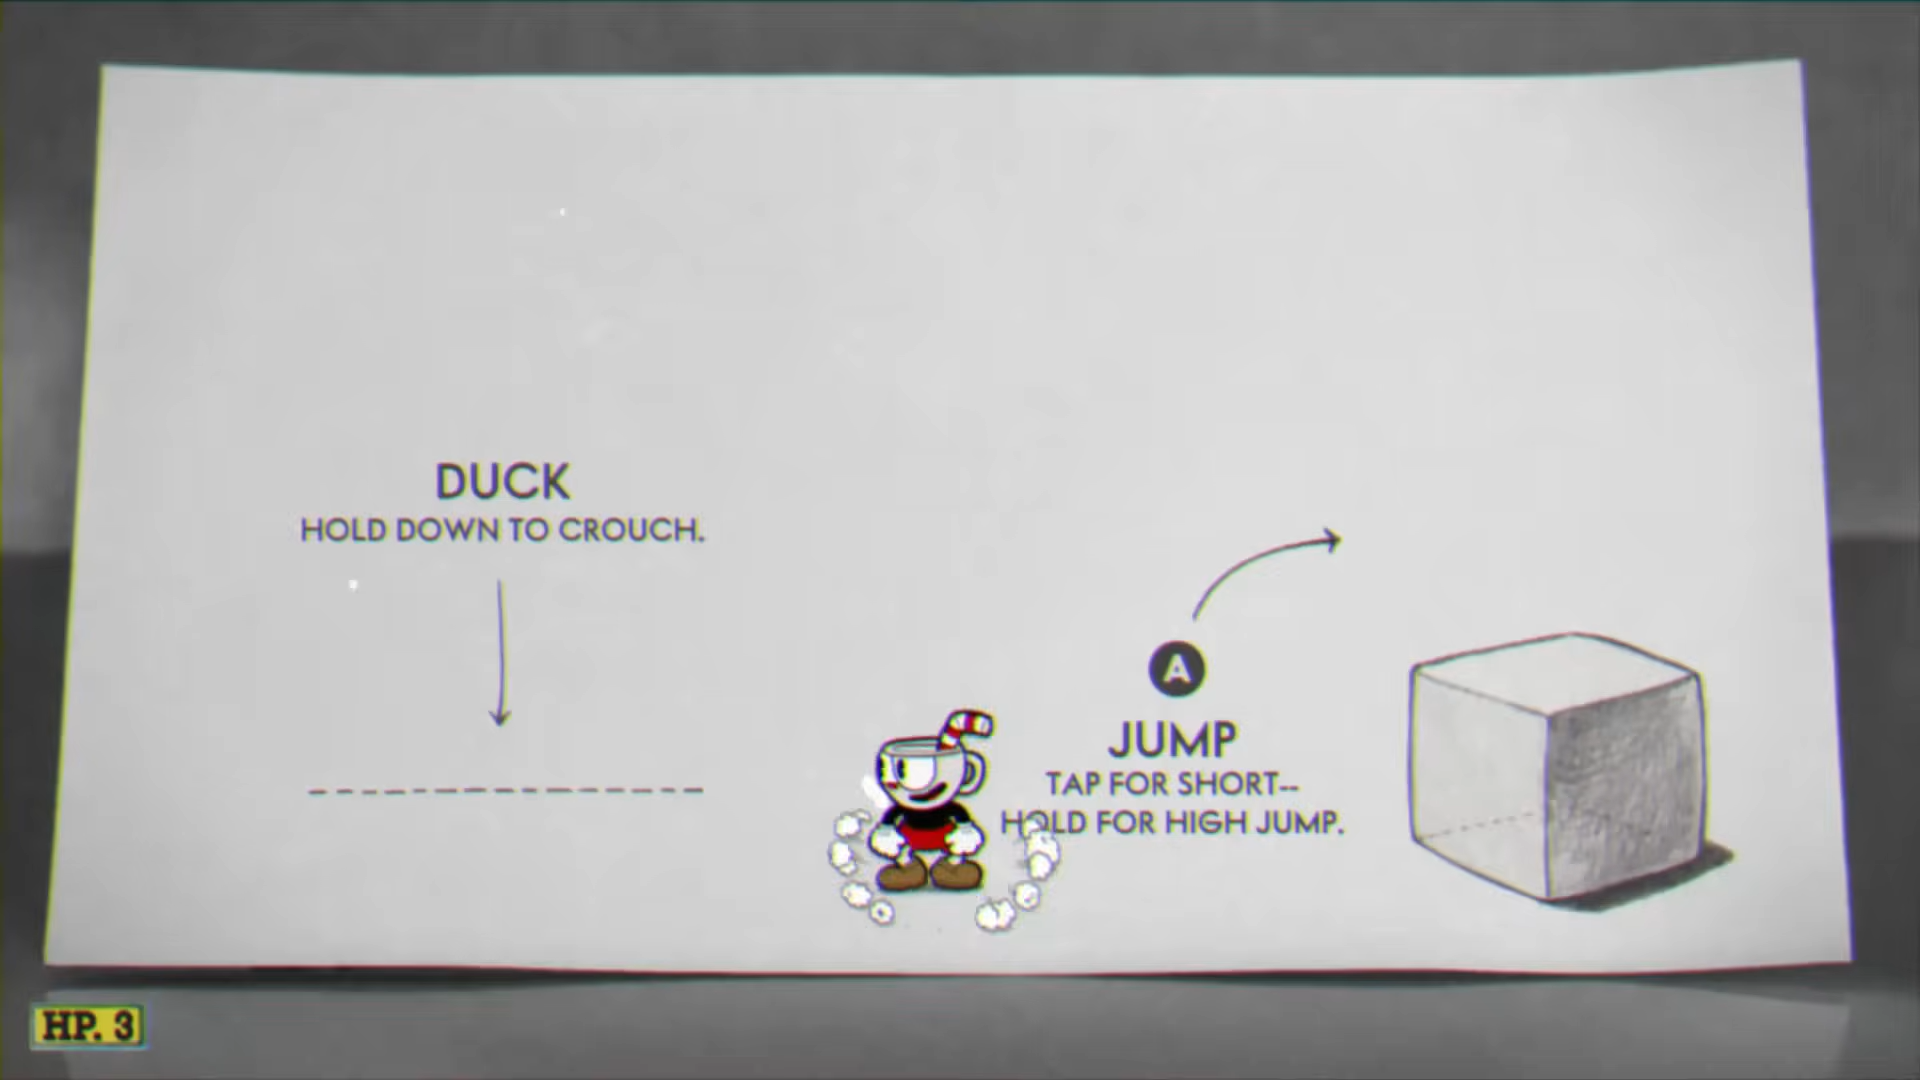 DUCK
HOLD DOWN TO CROUCH.
A
JUMP
TAP FOR SHORT--
HOLD FOR HIGH JUMP.
HP. 3